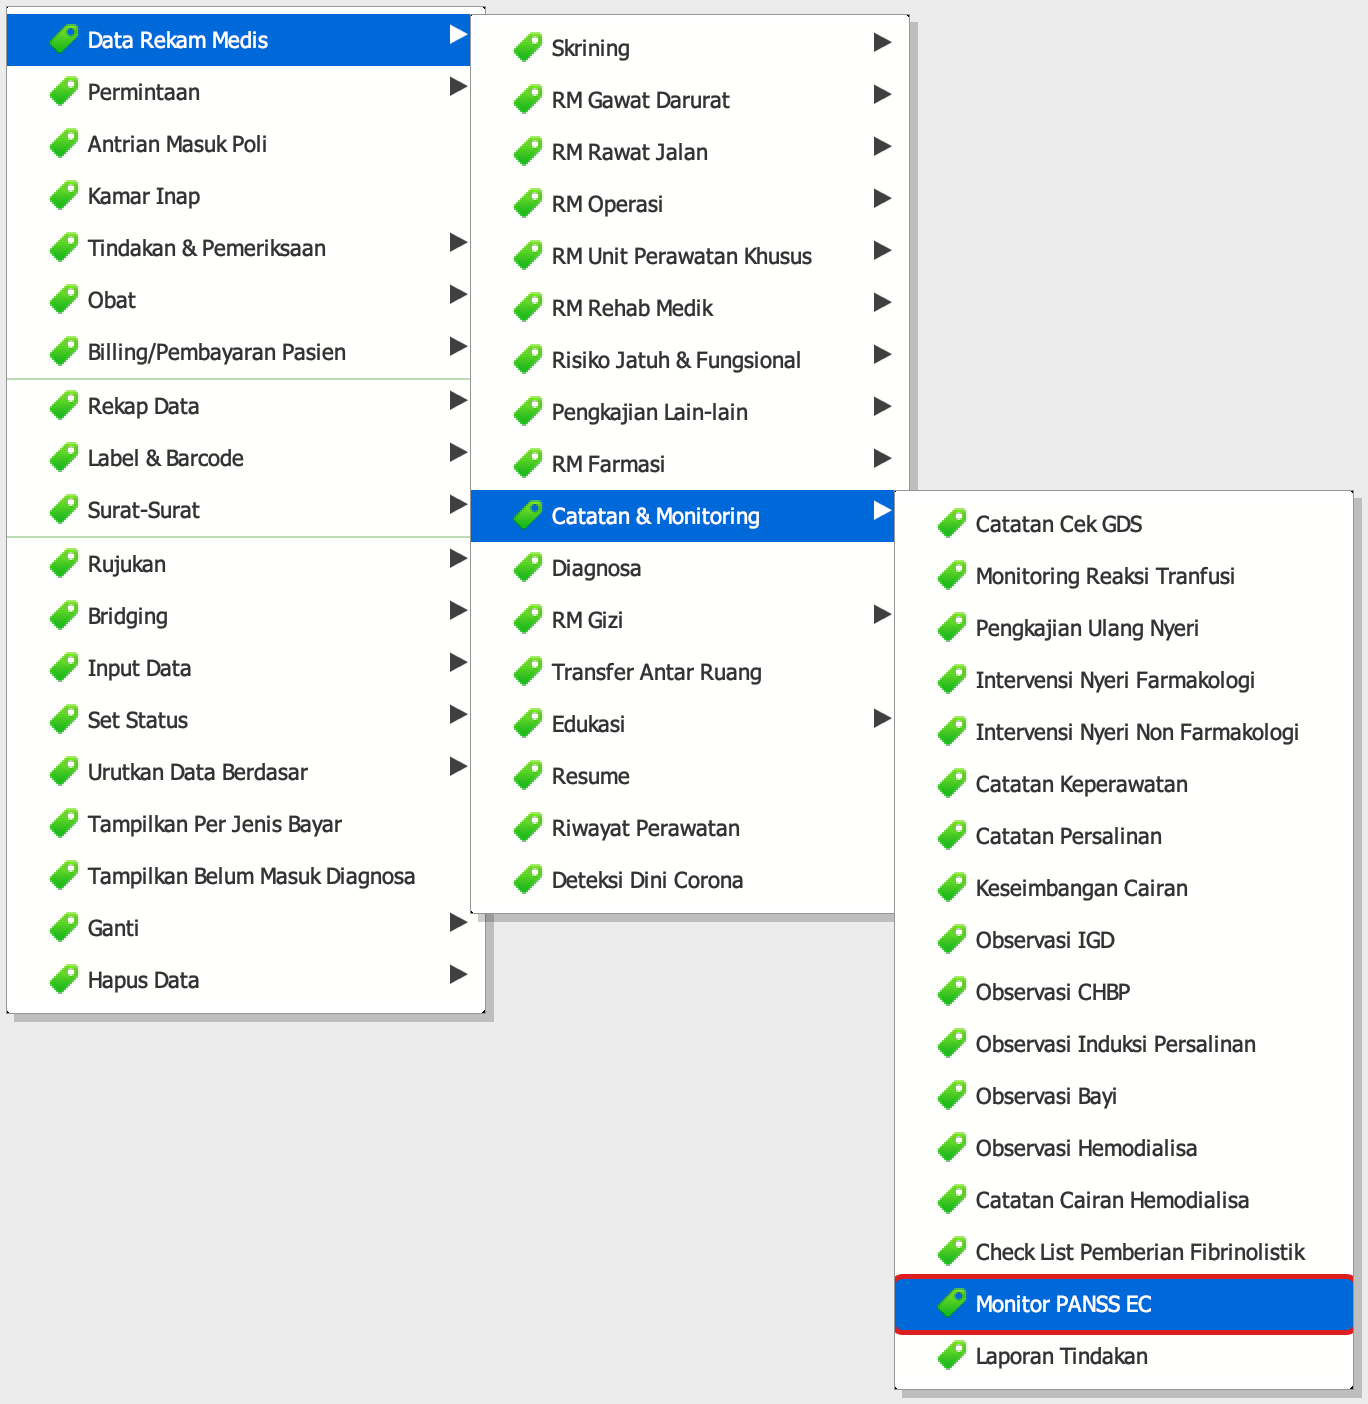 Data Rekam Medis
Permintaan
Antrian Masuk Poli
Kamar Inap
Tindakan & Pemeriksaan
Obat
Billing/Pembayaran Pasien
Rekap Data
Label & Barcode
Surat-Surat
Rujukan
Bridging
Input Data
Set Status
Urutkan Data Berdasar
Tampilkan Per Jenis Bayar
Tampilkan Belum Masuk Diagnosa
Ganti
Hapus Data
Skrining
RM Gawat Darurat
RM Rawat Jalan
RM Operasi
RM Unit Perawatan Khusus
RM Rehab Medik
Risiko Jatuh & Fungsional
Pengkajian Lain-lain
RM Farmasi
Catatan & Monitoring
Diagnosa
RM Gizi
Transfer Antar Ruang
Edukasi
Resume
Riwayat Perawatan
Deteksi Dini Corona
Catatan Cek GDS
Monitoring Reaksi Tranfusi
Pengkajian Ulang Nyeri
Intervensi Nyeri Farmakologi
Intervensi Nyeri Non Farmakologi
Catatan Keperawatan
Catatan Persalinan
Keseimbangan Cairan
Observasi IGD
Observasi CHBP
Observasi Induksi Persalinan
Observasi Bayi
Observasi Hemodialisa
Catatan Cairan Hemodialisa
Check List Pemberian Fibrinolistik
Monitor PANSS EC
Laporan Tindakan